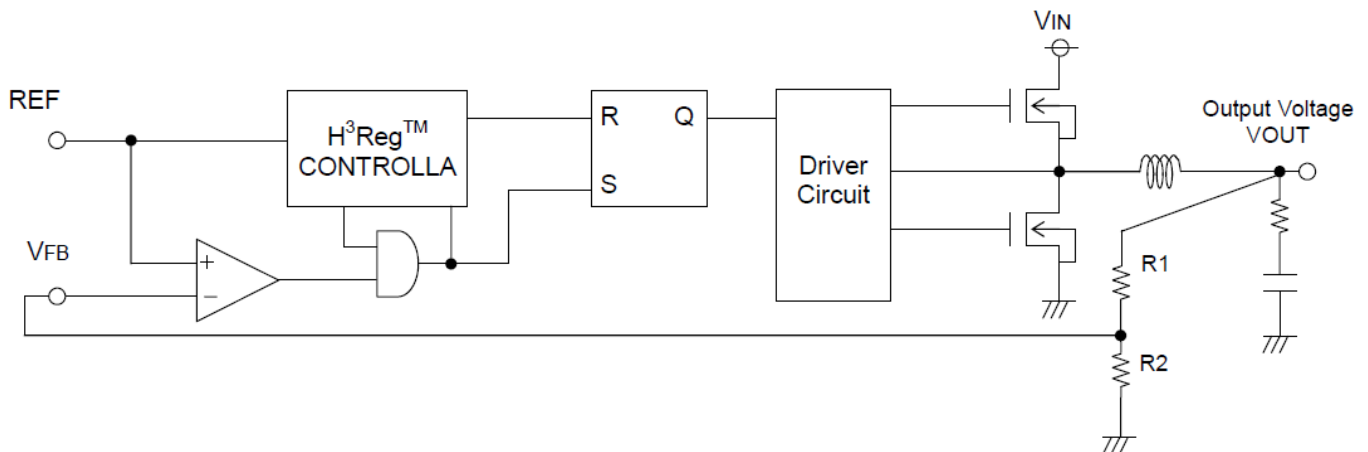 VIN
REF
H³Reg™
CONTROLLA
R Q
S
Driver
Circuit
Output Voltage
VOUT
VFB
+
−
R1
R2